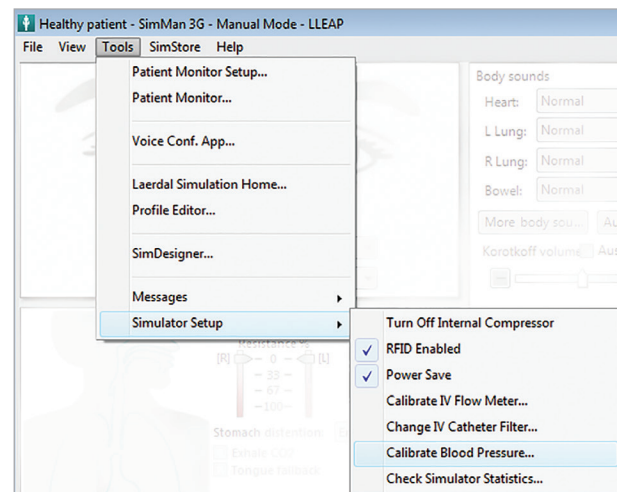 Healthy patient - SimMan 3G - Manual Mode - LLEAP
File View Tools SimStore Help
Patient Monitor Setup...
Patient Monitor...
Voice Conf. App...
Laerdal Simulation Home...
Profile Editor...
SimDesigner...
Messages
Simulator Setup
Body sounds
Heart: Normal
L Lung: Normal
R Lung: Normal
Bowel: Normal
More body sou... Au
Korotkoff volume Aus
Turn Off Internal Compressor
RFID Enabled
Power Save
Calibrate IV Flow Meter...
Change IV Catheter Filter...
Calibrate Blood Pressure...
Check Simulator Statistics...
Resistance %
[R] 0 [L]
33
67
100
Stomach distention
Exhale CO2
Tongue fallback